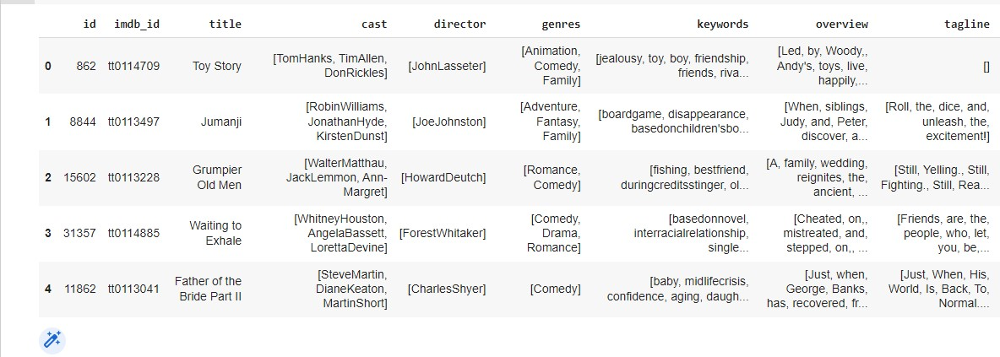 id imdb_id title cast director genres keywords overview tagline
0 862 tt0114709 Toy Story [TomHanks, TimAllen, DonRickles] [JohnLasseter] [Animation, Comedy, Family] [jealousy, toy, boy, friendship, friends, riva... [Led, by, Woody,, Andy's, toys, live, happily,... []
1 8844 tt0113497 Jumanji [RobinWilliams, JonathanHyde, KirstenDunst] [JoeJohnston] [Adventure, Fantasy, Family] [boardgame, disappearance, basedonchildren'sbo... [When, siblings, Judy, and, Peter, discover, a... [Roll, the, dice, and, unleash, the, excitement!]
2 15602 tt0113228 Grumpier Old Men [WalterMatthau, JackLemmon, Ann-Margret] [HowardDeutch] [Romance, Comedy] [fishing, bestfriend, duringcreditsstinger, ol... [A, family, wedding, reignites, the, ancient, ... [Still, Yelling., Still, Fighting., Still, Rea...
3 31357 tt0114885 Waiting to Exhale [WhitneyHouston, AngelaBassett, LorettaDevine] [ForestWhitaker] [Comedy, Drama, Romance] [basedonnovel, interracialrelationship, single... [Cheated, on,, mistreated, and, stepped, on,, ... [Friends, are, the, people, who, let, you, be,...
4 11862 tt0113041 Father of the Bride Part II [SteveMartin, DianeKeaton, MartinShort] [CharlesShyer] [Comedy] [baby, midlifecrisis, confidence, aging, daugh... [Just, when, George, Banks, has, recovered, fr... [Just, When, His, World, Is, Back, To, Normal....